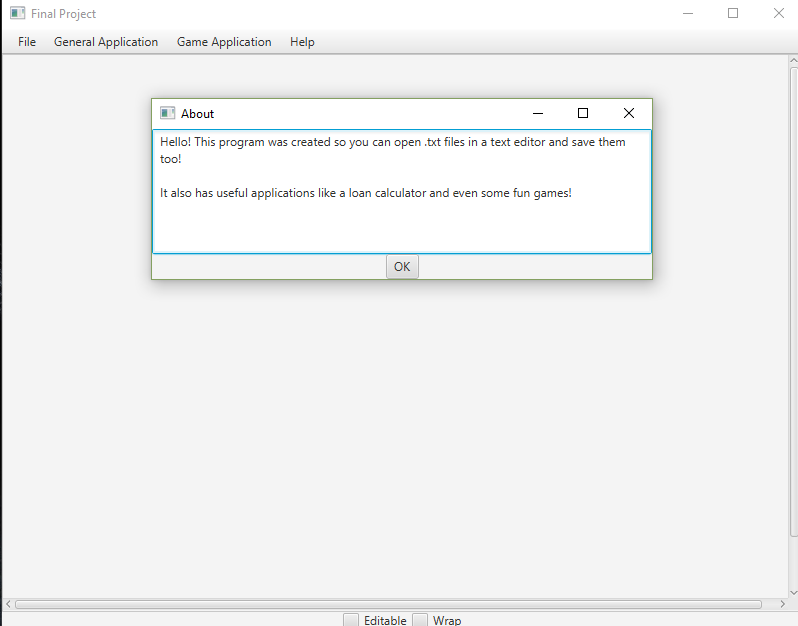 Final Project
File General Application Game Application Help
About
Hello! This program was created so you can open .txt files in a text editor and save them
too!
It also has useful applications like a loan calculator and even some fun games!
OK
Editable Wrap